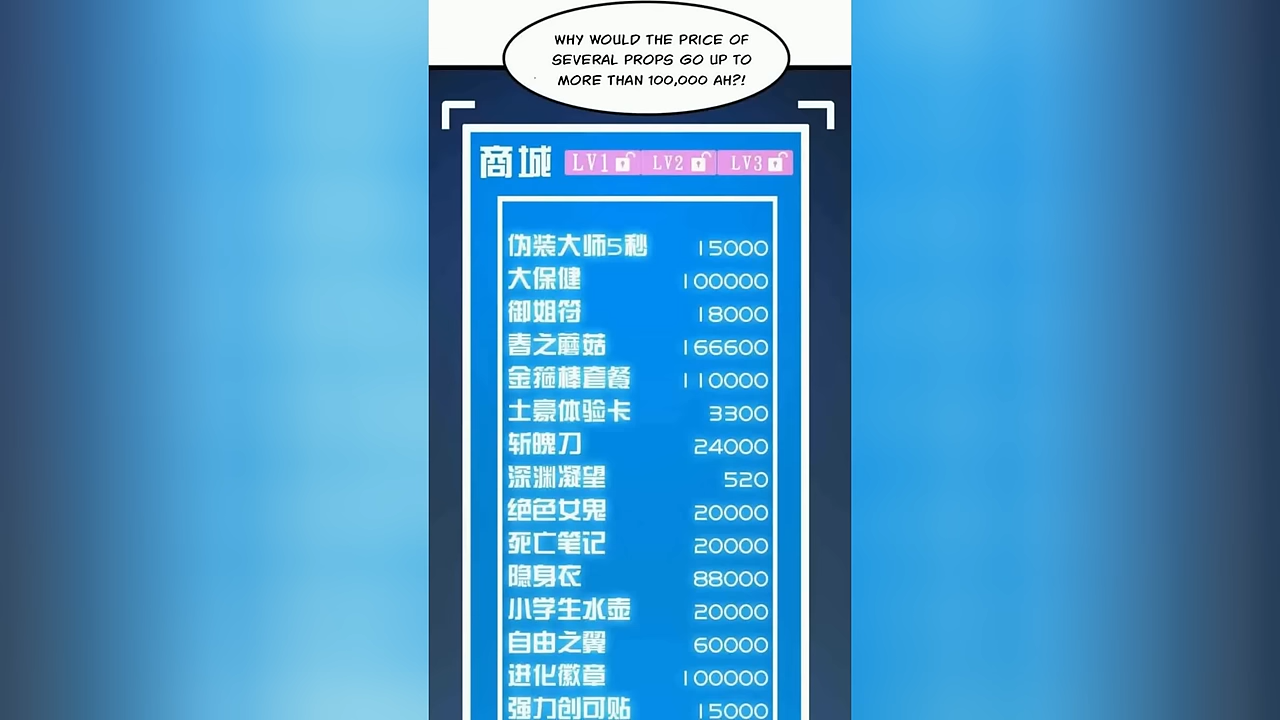 WHY WOULD THE PRICE OF
SEVERAL PROPS GO UP TO
MORE THAN 100,000 AH?!
商城 LV1 LV2 LV3
伪装大师5秒 15000
大保健 100000
御姐符 18000
春之蘑菇 166600
金箍棒套餐 110000
土豪体验卡 3300
斩魄刀 24000
深渊凝望 520
绝色女鬼 20000
死亡笔记 20000
隐身衣 88000
小学生水壶 20000
自由之翼 60000
进化徽章 100000
强力创可贴 15000